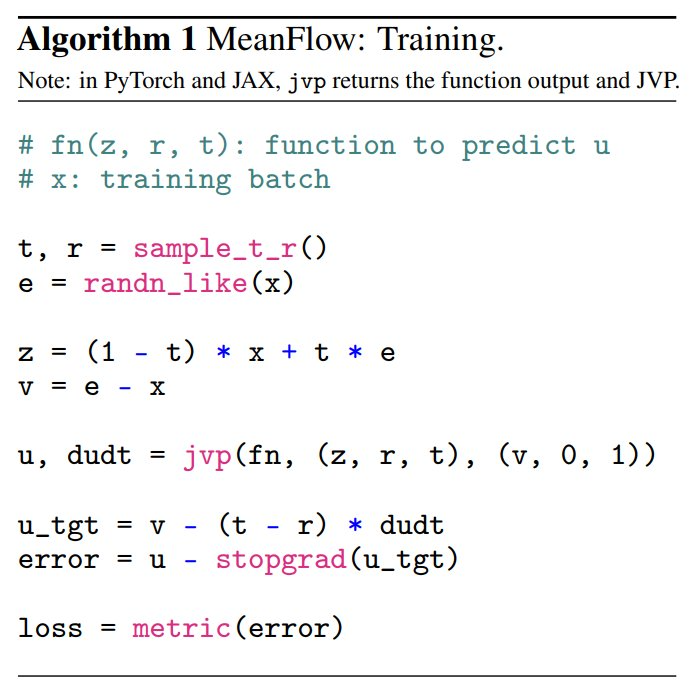 Algorithm 1 MeanFlow: Training.
Note: in PyTorch and JAX, jvp returns the function output and JVP.
# fn(z, r, t): function to predict u
# x: training batch
t, r = sample_t_r()
e = randn_like(x)
z = (1 - t) * x + t * e
v = e - x
u, dudt = jvp(fn, (z, r, t), (v, 0, 1))
u_tgt = v - (t - r) * dudt
error = u - stopgrad(u_tgt)
loss = metric(error)